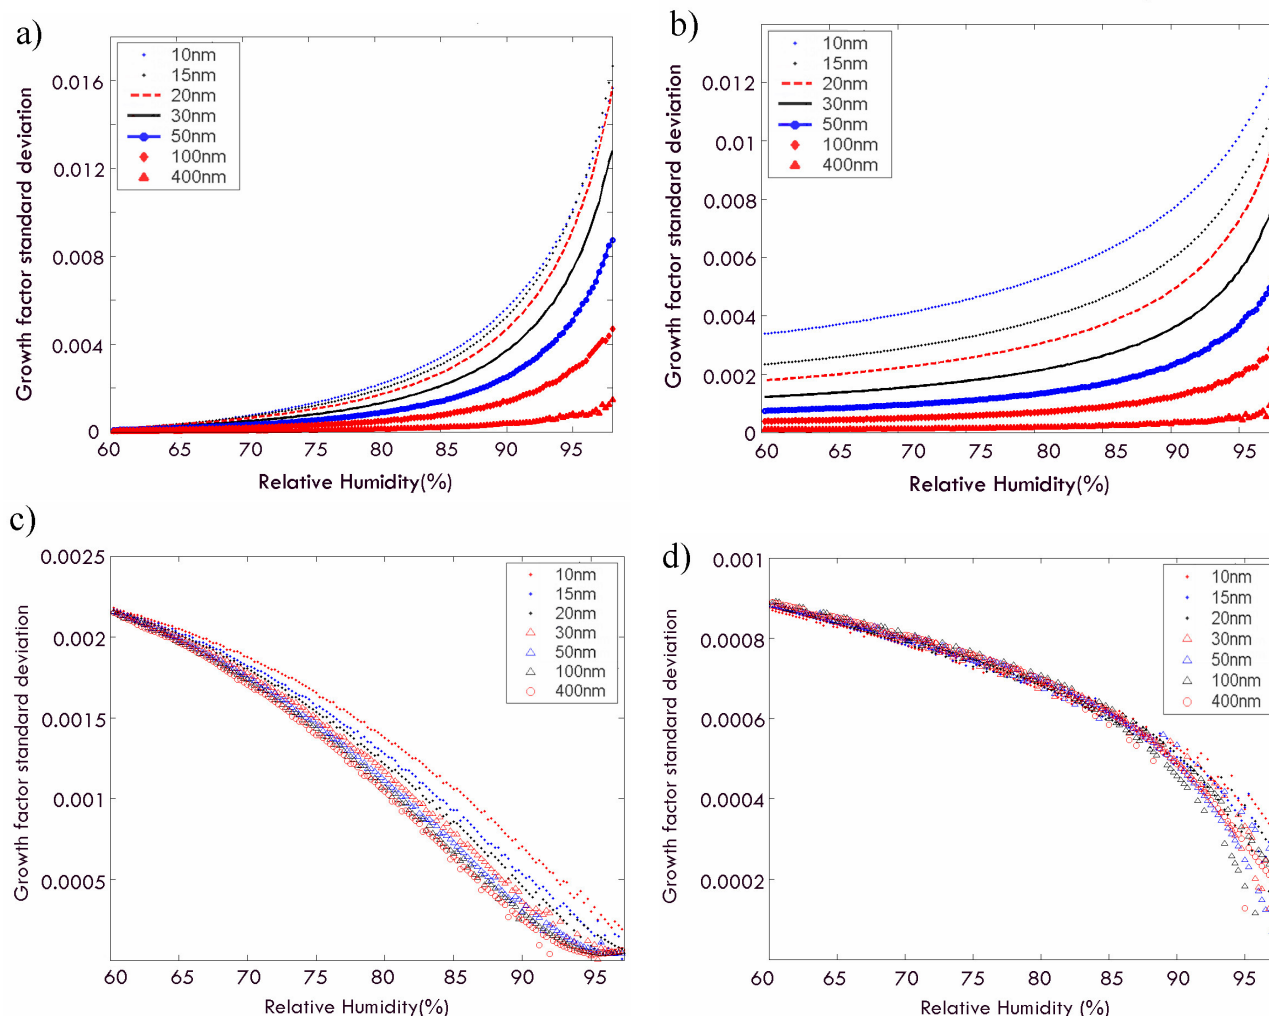 a)
10nm
15nm
20nm
30nm
50nm
100nm
400nm
0.016
0.012
0.008
0.004
0
60 65 70 75 80 85 90 95
Growth factor standard deviation
Relative Humidity(%)
b)
10nm
15nm
20nm
30nm
50nm
100nm
400nm
0.012
0.01
0.008
0.006
0.004
0.002
0
60 65 70 75 80 85 90 95
Growth factor standard deviation
Relative Humidity(%)
c)
10nm
15nm
20nm
30nm
50nm
100nm
400nm
0.0025
0.002
0.0015
0.001
0.0005
60 65 70 75 80 85 90 95
Growth factor standard deviation
Relative Humidity(%)
d)
10nm
15nm
20nm
30nm
50nm
100nm
400nm
0.001
0.0008
0.0006
0.0004
0.0002
60 65 70 75 80 85 90 95
Growth factor standard deviation
Relative Humidity (%)